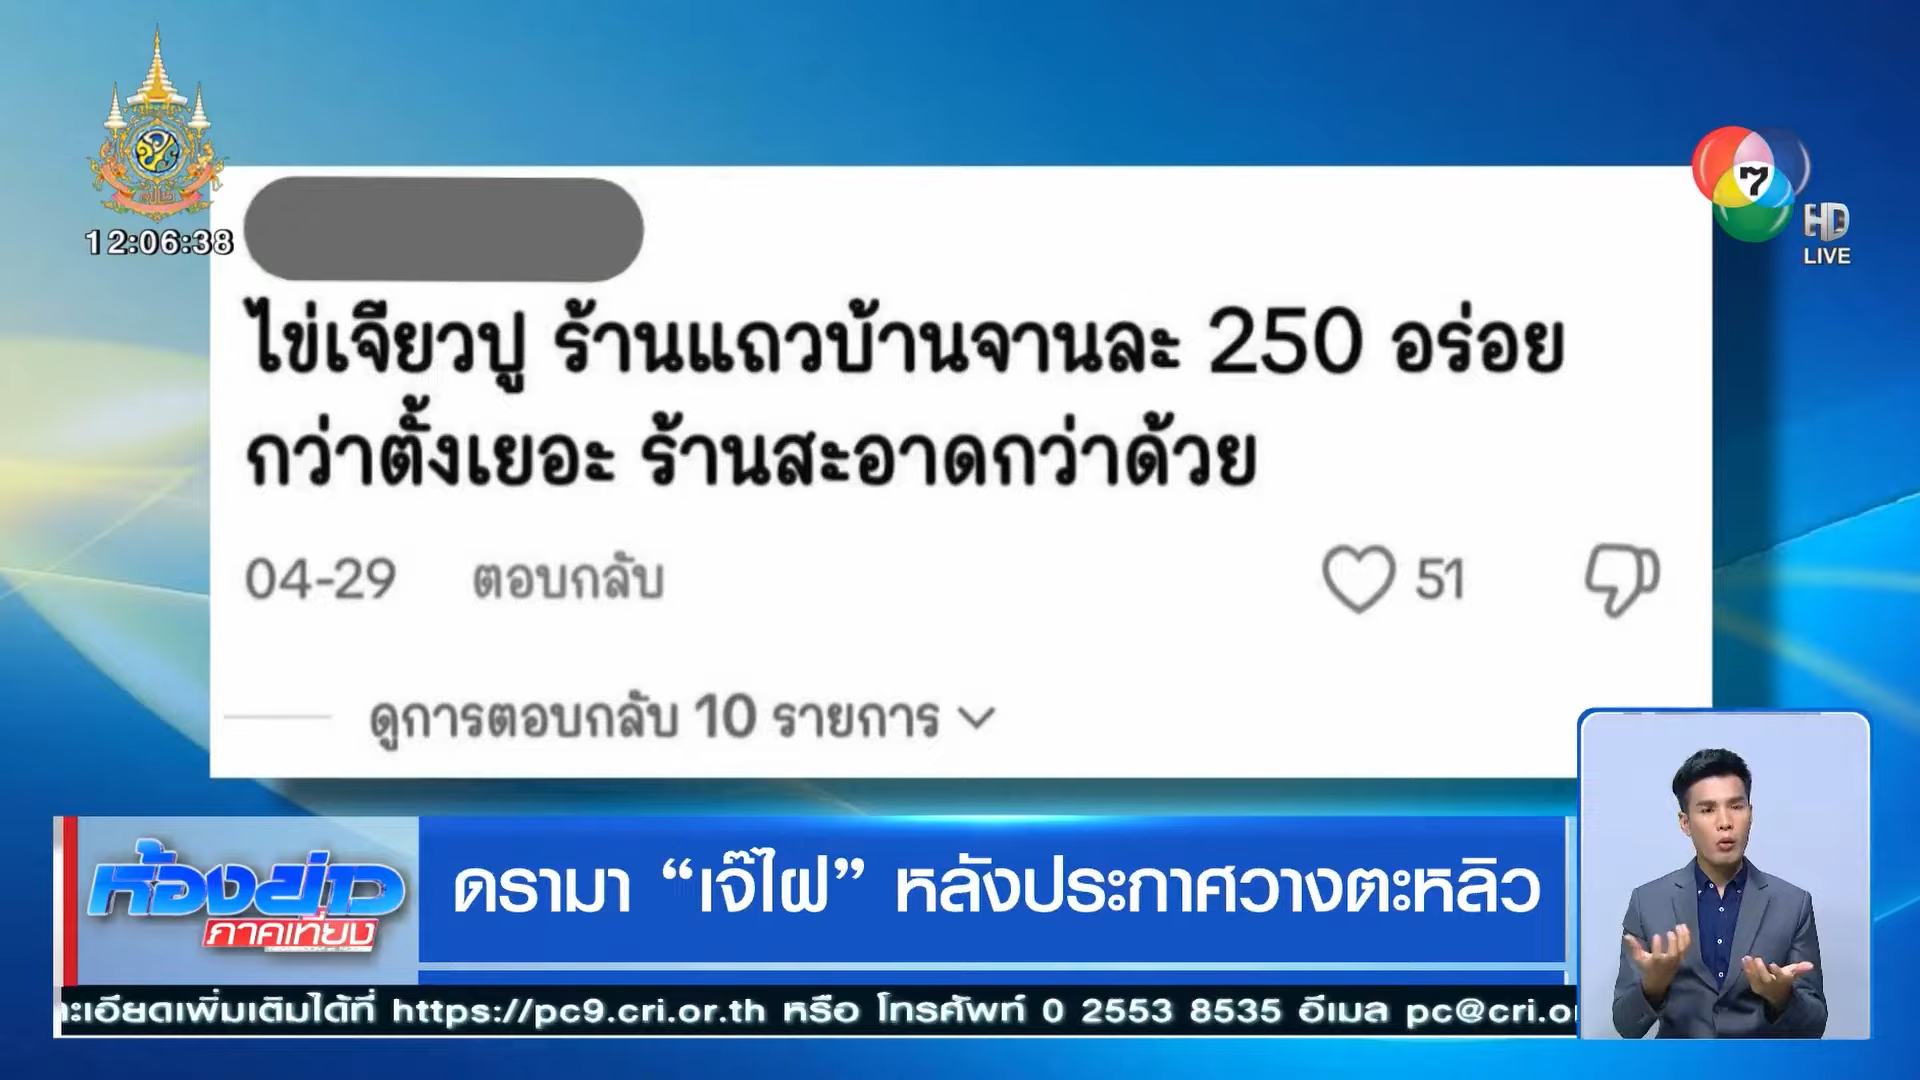 12:06:38
7
HD
LIVE
ไข่เจียวปู ร้านแถวบ้านจานละ 250 อร่อย
กว่าตั้งเยอะ ร้านสะอาดกว่าด้วย
04-29 ตอบกลับ 51
ดูการตอบกลับ 10 รายการ
ห้องข่าว
ภาคเที่ยง
ดรามา “เจ๊ไฝ” หลังประกาศวางตะหลิว
ะเอียดเพิ่มเติมได้ที่ https://pc9.cri.or.th หรือ โทรศัพท์ 0 2553 8535 อีเมล pc@cri.o